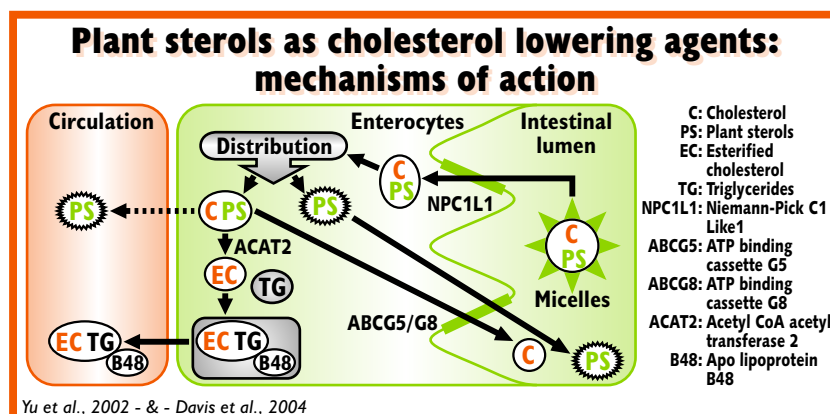 Plant sterols as cholesterol lowering agents:
mechanisms of action
Circulation
Enterocytes
Intestinal
lumen
Distribution
C
PS
NPC1L1
PS
C PS
PS
C
PS
ACAT2
EC
TG
Micelles
ABCG5/G8
EC TG
B48
EC TG
B48
C
PS
C: Cholesterol
PS: Plant sterols
EC: Esterified
cholesterol
TG: Triglycerides
NPC1L1: Niemann-Pick C1
Like1
ABCG5: ATP binding
cassette G5
ABCG8: ATP binding
cassette G8
ACAT2: Acetyl CoA acetyl
transferase 2
B48: Apo lipoprotein
B48
Yu et al., 2002 - & - Davis et al., 2004